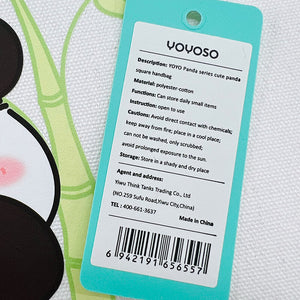 YOYOSO
Description: YOYO Panda series cute panda
square handbag
Material: polyester-cotton
Functions: Can store daily small items
Instruction: open to use
Cautions: Avoid direct contact with chemicals;
keep away from fire; place in a cool place;
can not be washed, only scrubbed;
avoid prolonged exposure to the sun.
Storage: Store in a shady and dry place
Agent and address:
Yiwu Think Tanks Trading Co., Ltd
(NO.259 Sufu Road,Yiwu City,China)
TEL: 400-661-3637
Made in China
6942191656557